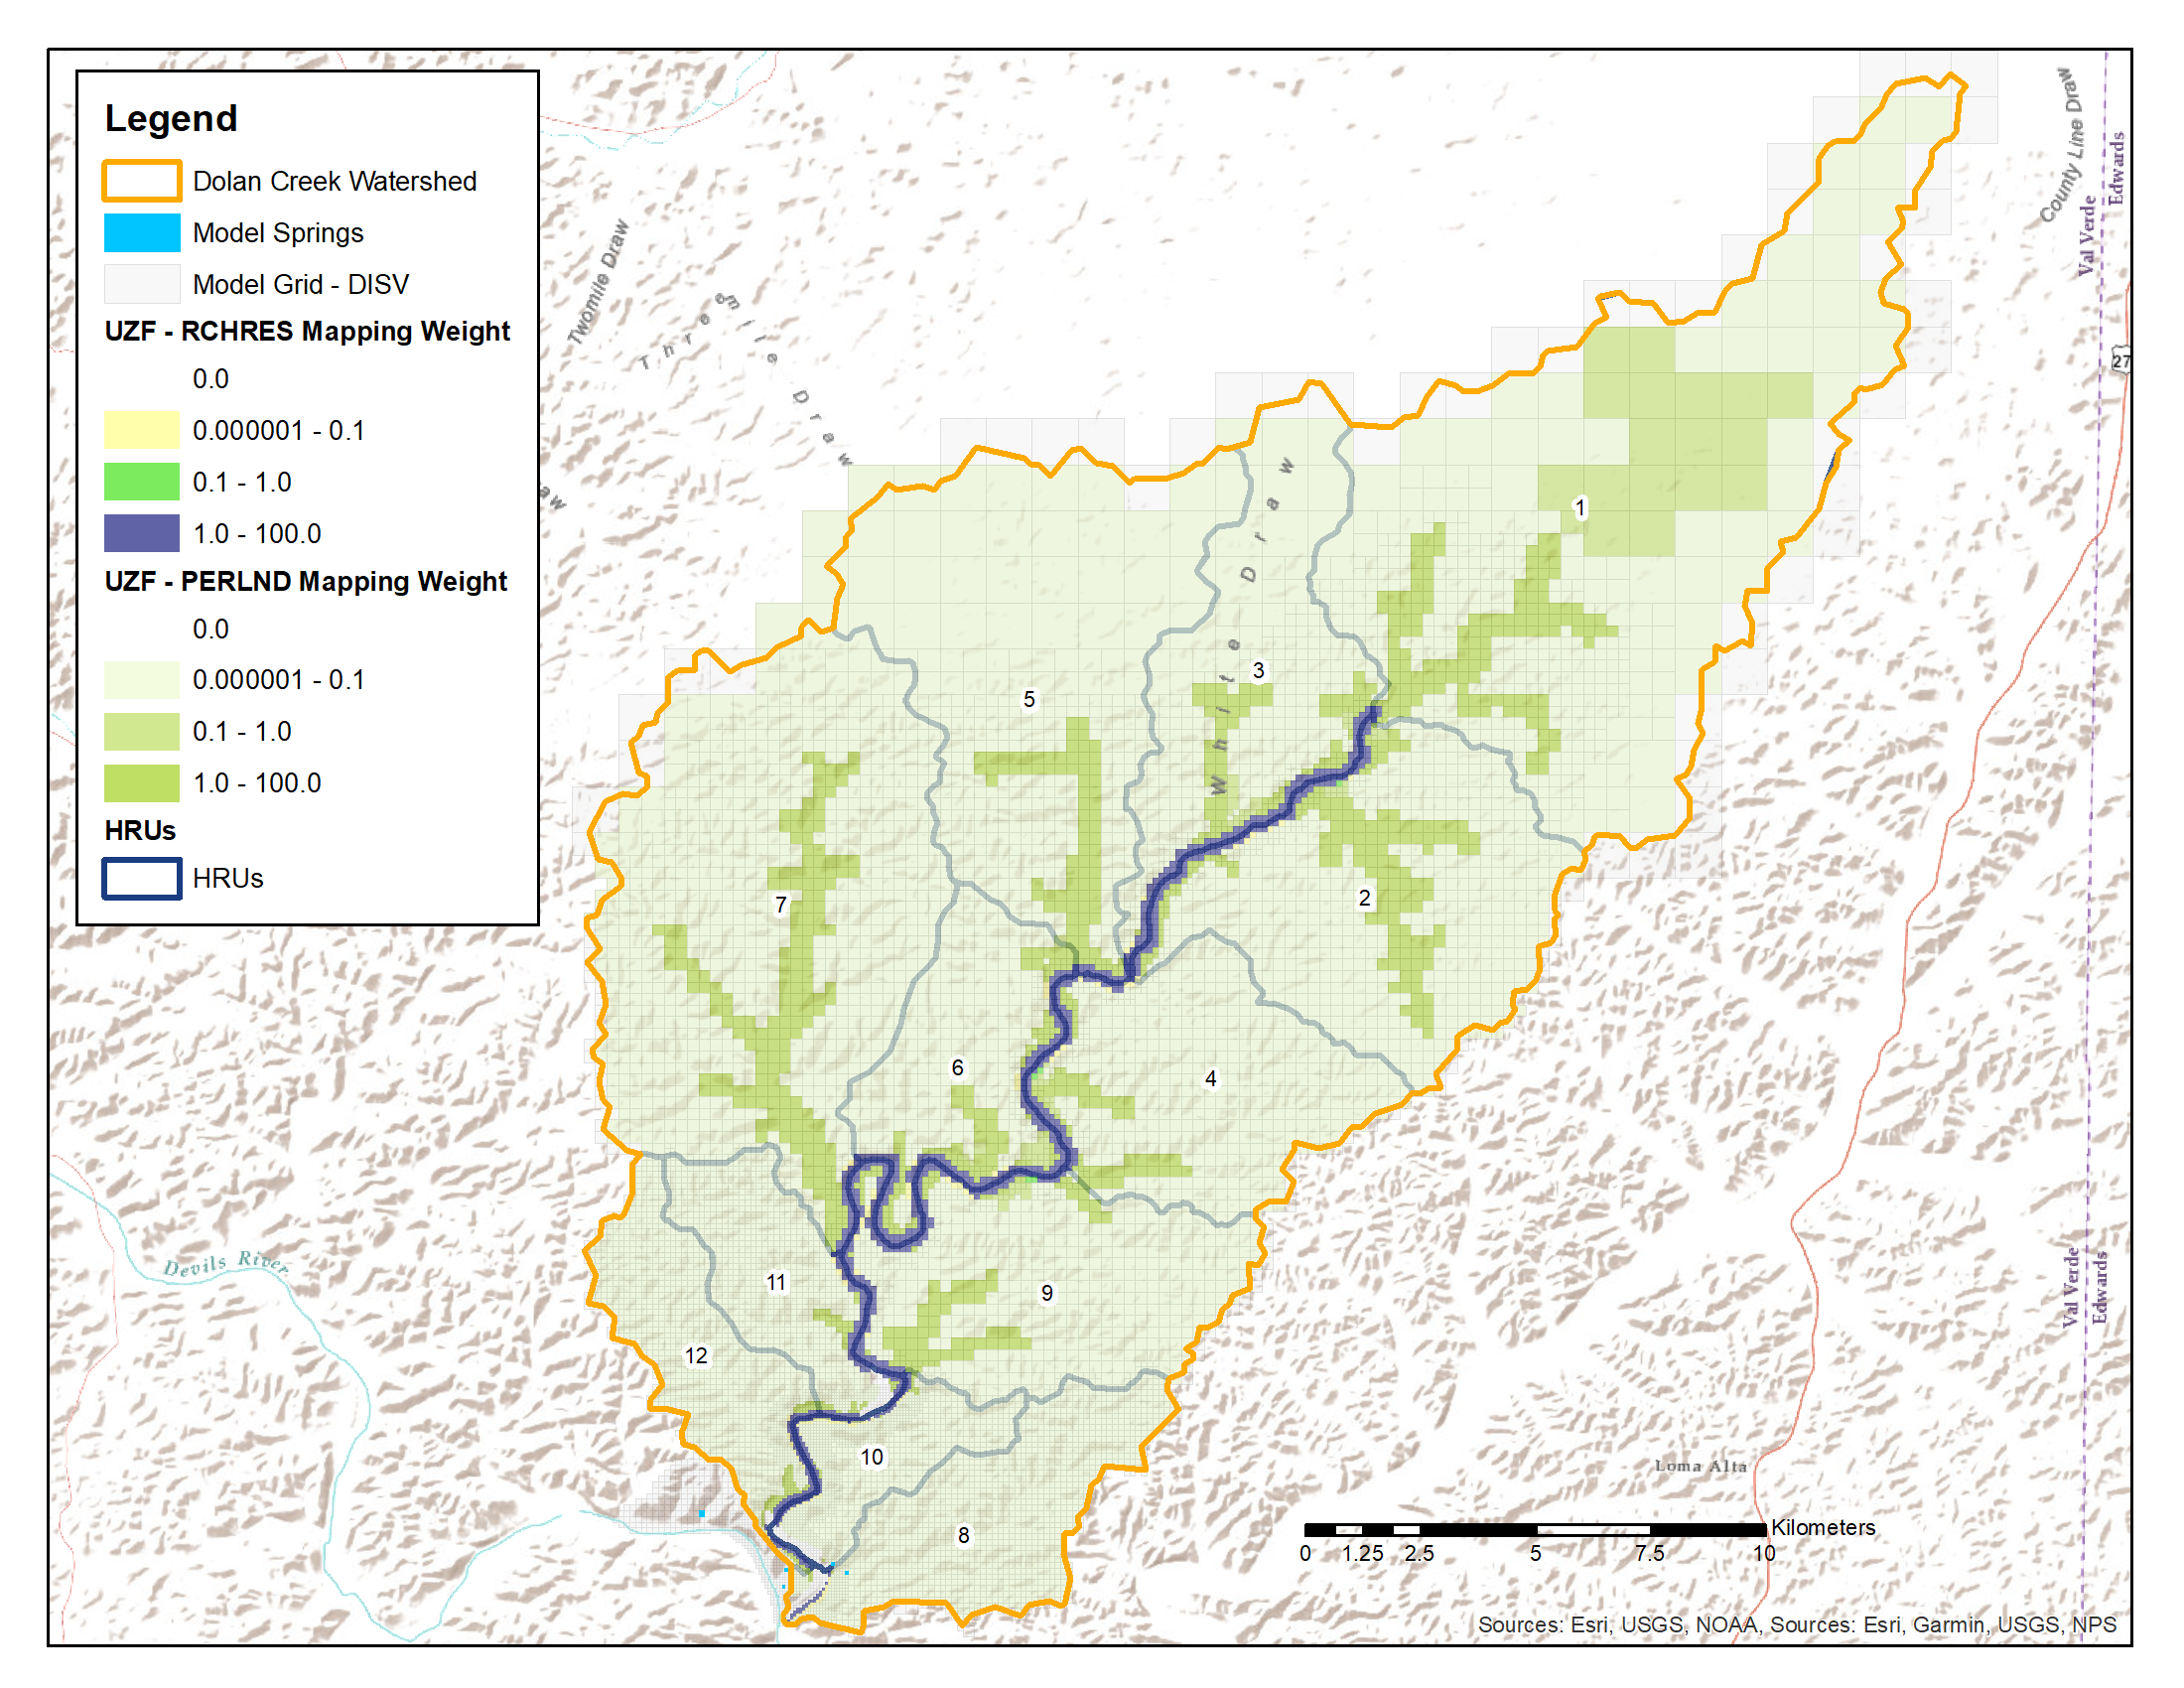 Legend
Dolan Creek Watershed
Model Springs
Model Grid - DISV
UZF - RCHRES Mapping Weight
0.0
0.000001 - 0.1
0.1 - 1.0
1.0 - 100.0
UZF - PERLND Mapping Weight
0.0
0.000001 - 0.1
0.1 - 1.0
1.0 - 100.0
HRUs
HRUs
Twomile Draw
Threemile Draw
aw
County Line Draw
Val Verde
Edwards
27
White Draw
1
3
5
7
2
6
4
11
9
12
10
8
Devils River
Val Verde
Edwards
Loma Alta
Kilometers
0 1.25 2.5 5 7.5 10
Sources: Esri, USGS, NOAA, Sources: Esri, Garmin, USGS, NPS